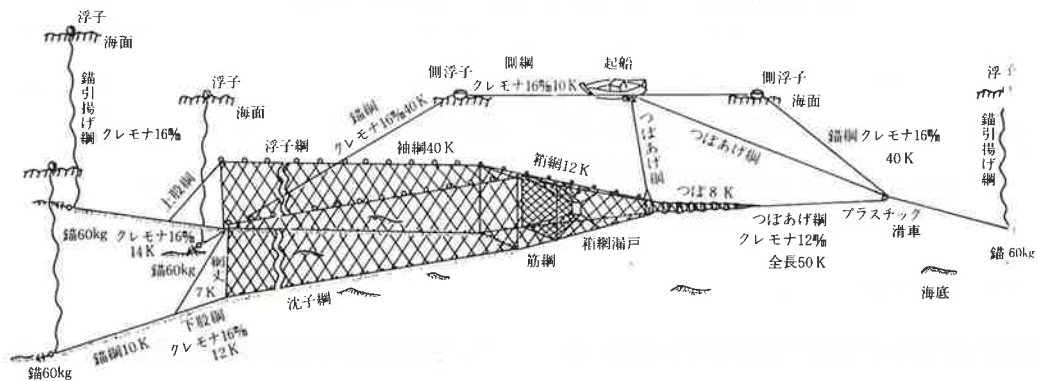 浮子
海面
錨引揚げ綱
クレモナ16㎜
浮子
海面
側浮子
側綱
クレモナ16㎜10K
起船
側浮子
海面
浮子
錨引揚げ綱
錨綱
クレモナ16㎜40K
浮子綱
袖網40K
箱網12K
つぼあげ綱
つぼあげ綱
錨綱クレモナ16㎜
40K
上股綱
つぼ8K
錨60kg
クレモナ16㎜
14K
錨60kg
網丈
7K
つぼあげ綱
クレモナ12㎜
全長50K
プラスチック
滑車
錨60kg
箱網漏戸
筋綱
沈子綱
海底
下股綱
クレモナ16㎜
12K
錨綱10K
錨60kg